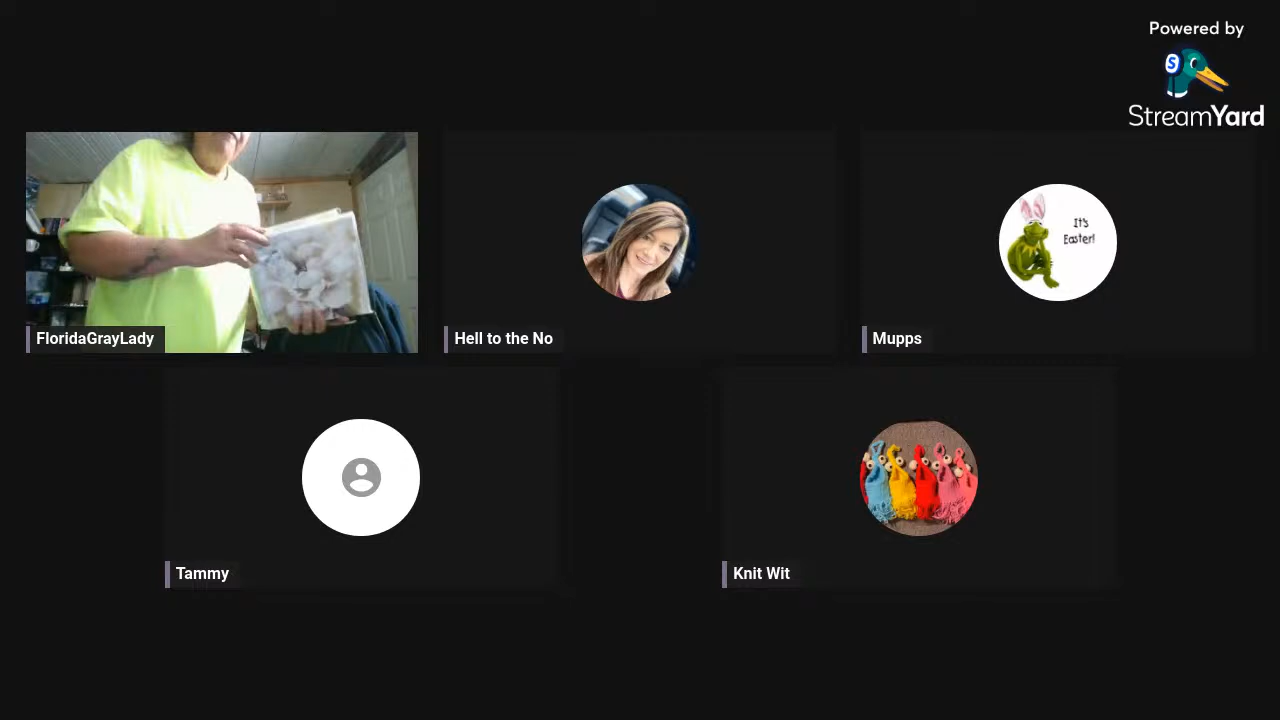 Powered by
S
StreamYard
FloridaGrayLady
Hell to the No
It's
Easter!
Mupps
Tammy
Knit Wit